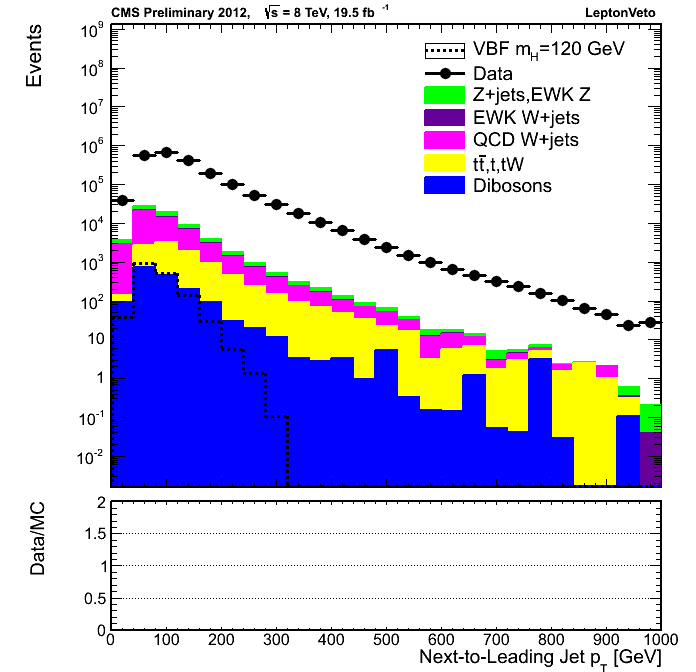 CMS Preliminary 2012, √s = 8 TeV, 19.5 fb⁻¹ LeptonVeto
Events
10⁹
10⁸
10⁷
10⁶
10⁵
10⁴
10³
10²
10
1
10⁻¹
10⁻²
VBF m_H=120 GeV
Data
Z+jets,EWK Z
EWK W+jets
QCD W+jets
tt̄,t,tW
Dibosons
Data/MC
2
1.5
1
0.5
0
0 100 200 300 400 500 600 700 800 900 1000
Next-to-Leading Jet p_T [GeV]